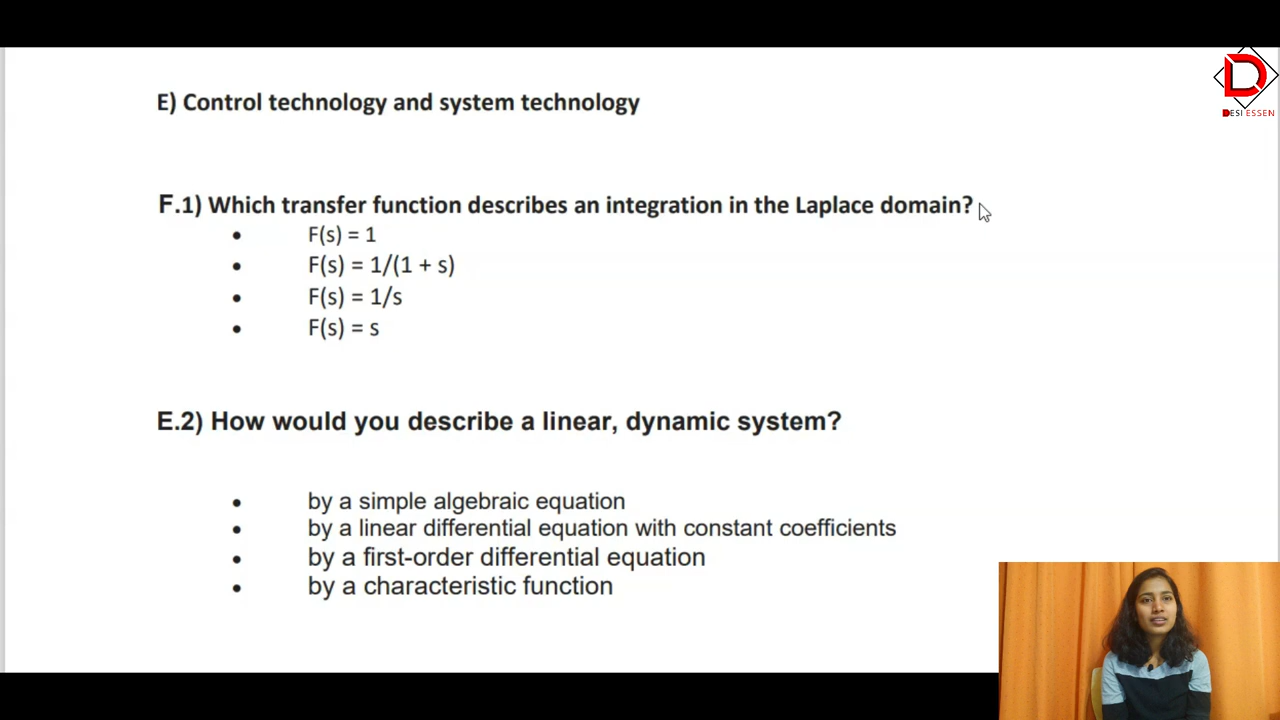 DESI ESSEN
E) Control technology and system technology
F.1) Which transfer function describes an integration in the Laplace domain?
• F(s) = 1
• F(s) = 1/(1 + s)
• F(s) = 1/s
• F(s) = s
E.2) How would you describe a linear, dynamic system?
• by a simple algebraic equation
• by a linear differential equation with constant coefficients
• by a first-order differential equation
• by a characteristic function